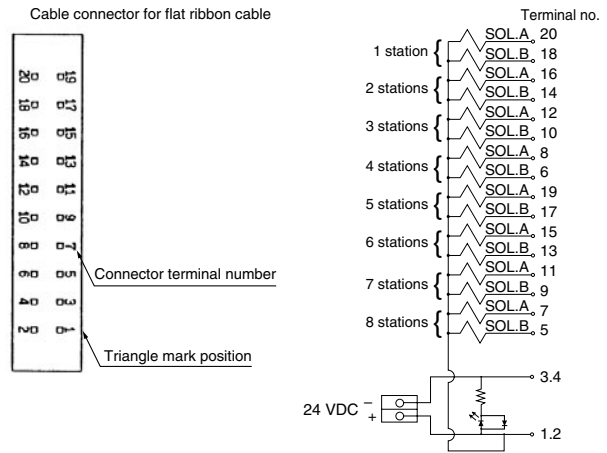 Cable connector for flat ribbon cable
20 19
18 17
16 15
14 13
12 11
10 9
8 7
6 5
4 3
2 1
Connector terminal number
Triangle mark position
Terminal no.
1 station { SOL.A 20
SOL.B 18
2 stations { SOL.A 16
SOL.B 14
3 stations { SOL.A 12
SOL.B 10
4 stations { SOL.A 8
SOL.B 6
5 stations { SOL.A 19
SOL.B 17
6 stations { SOL.A 15
SOL.B 13
7 stations { SOL.A 11
SOL.B 9
8 stations { SOL.A 7
SOL.B 5
24 VDC – +
3.4
1.2